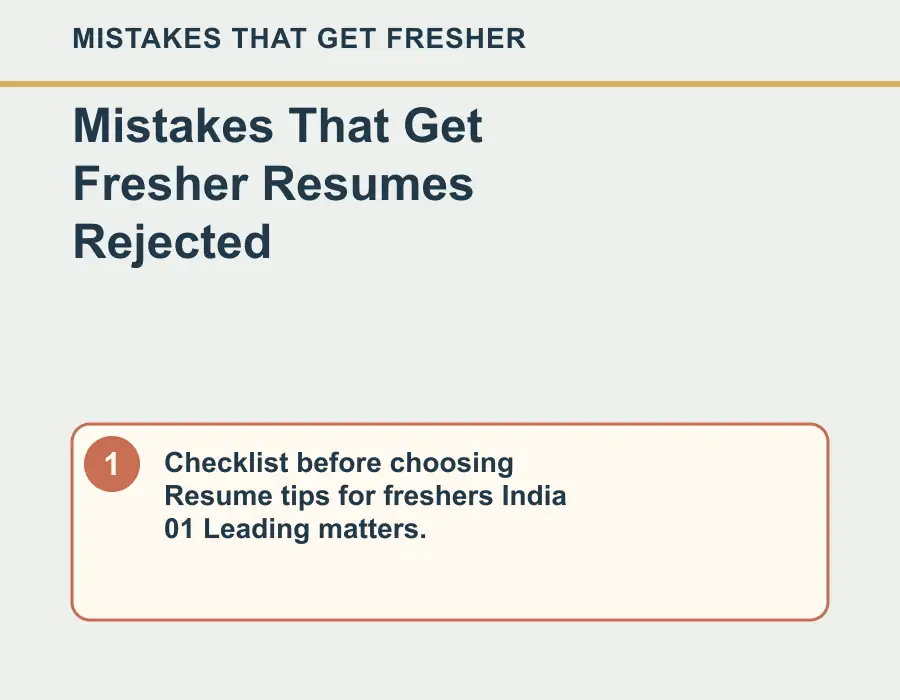 MISTAKES THAT GET FRESHER
Mistakes That Get
Fresher Resumes
Rejected
1
Checklist before choosing
Resume tips for freshers India
01 Leading matters.